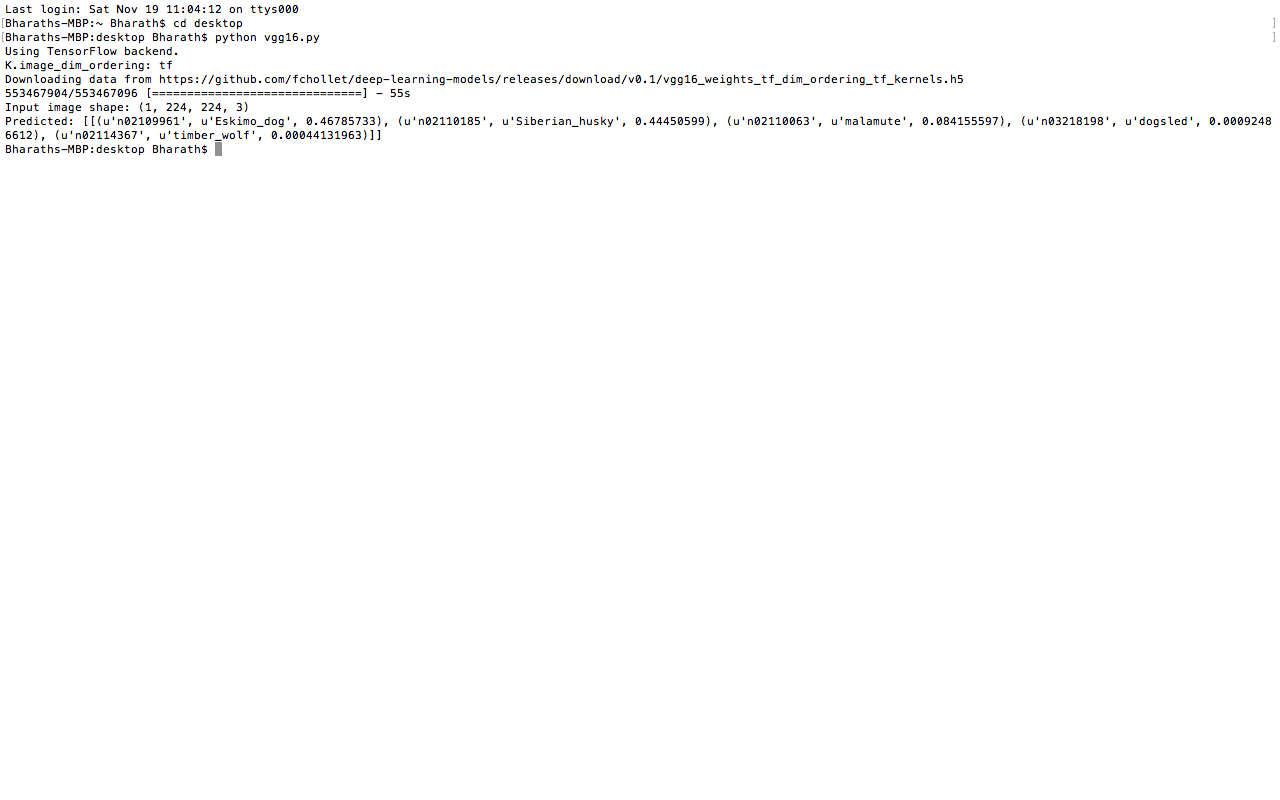 Last login: Sat Nov 19 11:04:12 on ttys000
[Bharaths-MBP:~ Bharath$ cd desktop ]
[Bharaths-MBP:desktop Bharath$ python vgg16.py ]
Using TensorFlow backend.
K.image_dim_ordering: tf
Downloading data from https://github.com/fchollet/deep-learning-models/releases/download/v0.1/vgg16_weights_tf_dim_ordering_tf_kernels.h5
553467904/553467096 [==============================] - 55s
Input image shape: (1, 224, 224, 3)
Predicted: [[(u'n02109961', u'Eskimo_dog', 0.46785733), (u'n02110185', u'Siberian_husky', 0.44450599), (u'n02110063', u'malamute', 0.084155597), (u'n03218198', u'dogsled', 0.0009248
6612), (u'n02114367', u'timber_wolf', 0.00044131963)]]
Bharaths-MBP:desktop Bharath$